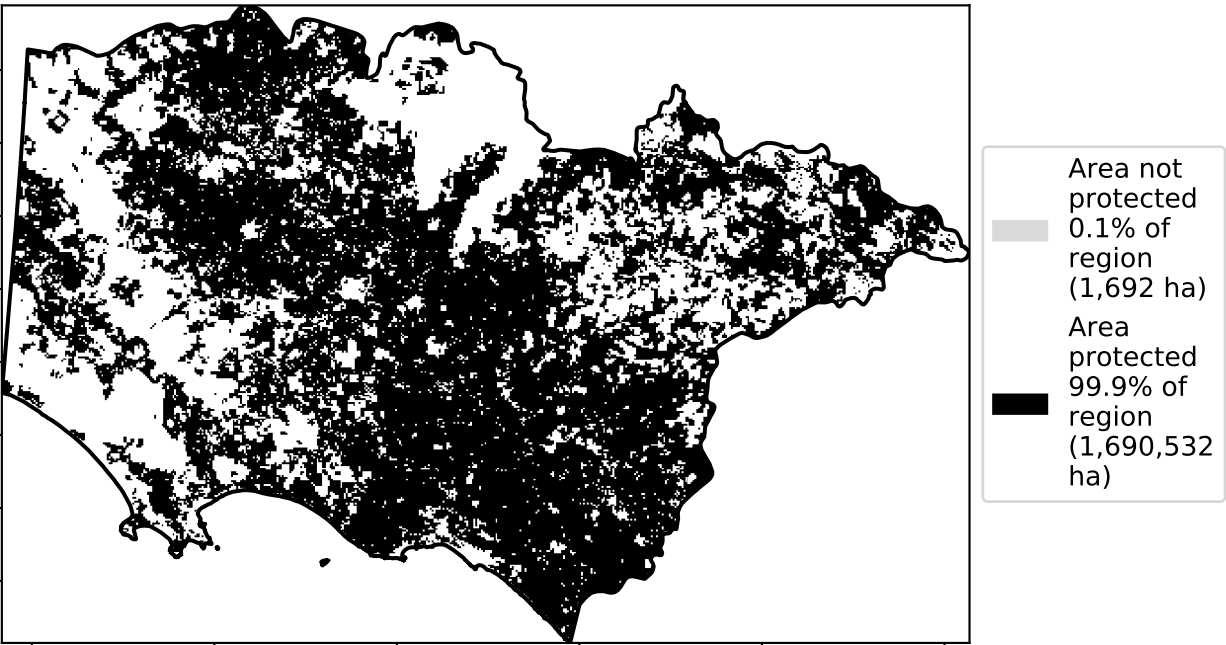 Area not
protected
0.1% of
region
(1,692 ha)
Area
protected
99.9% of
region
(1,690,532
ha)